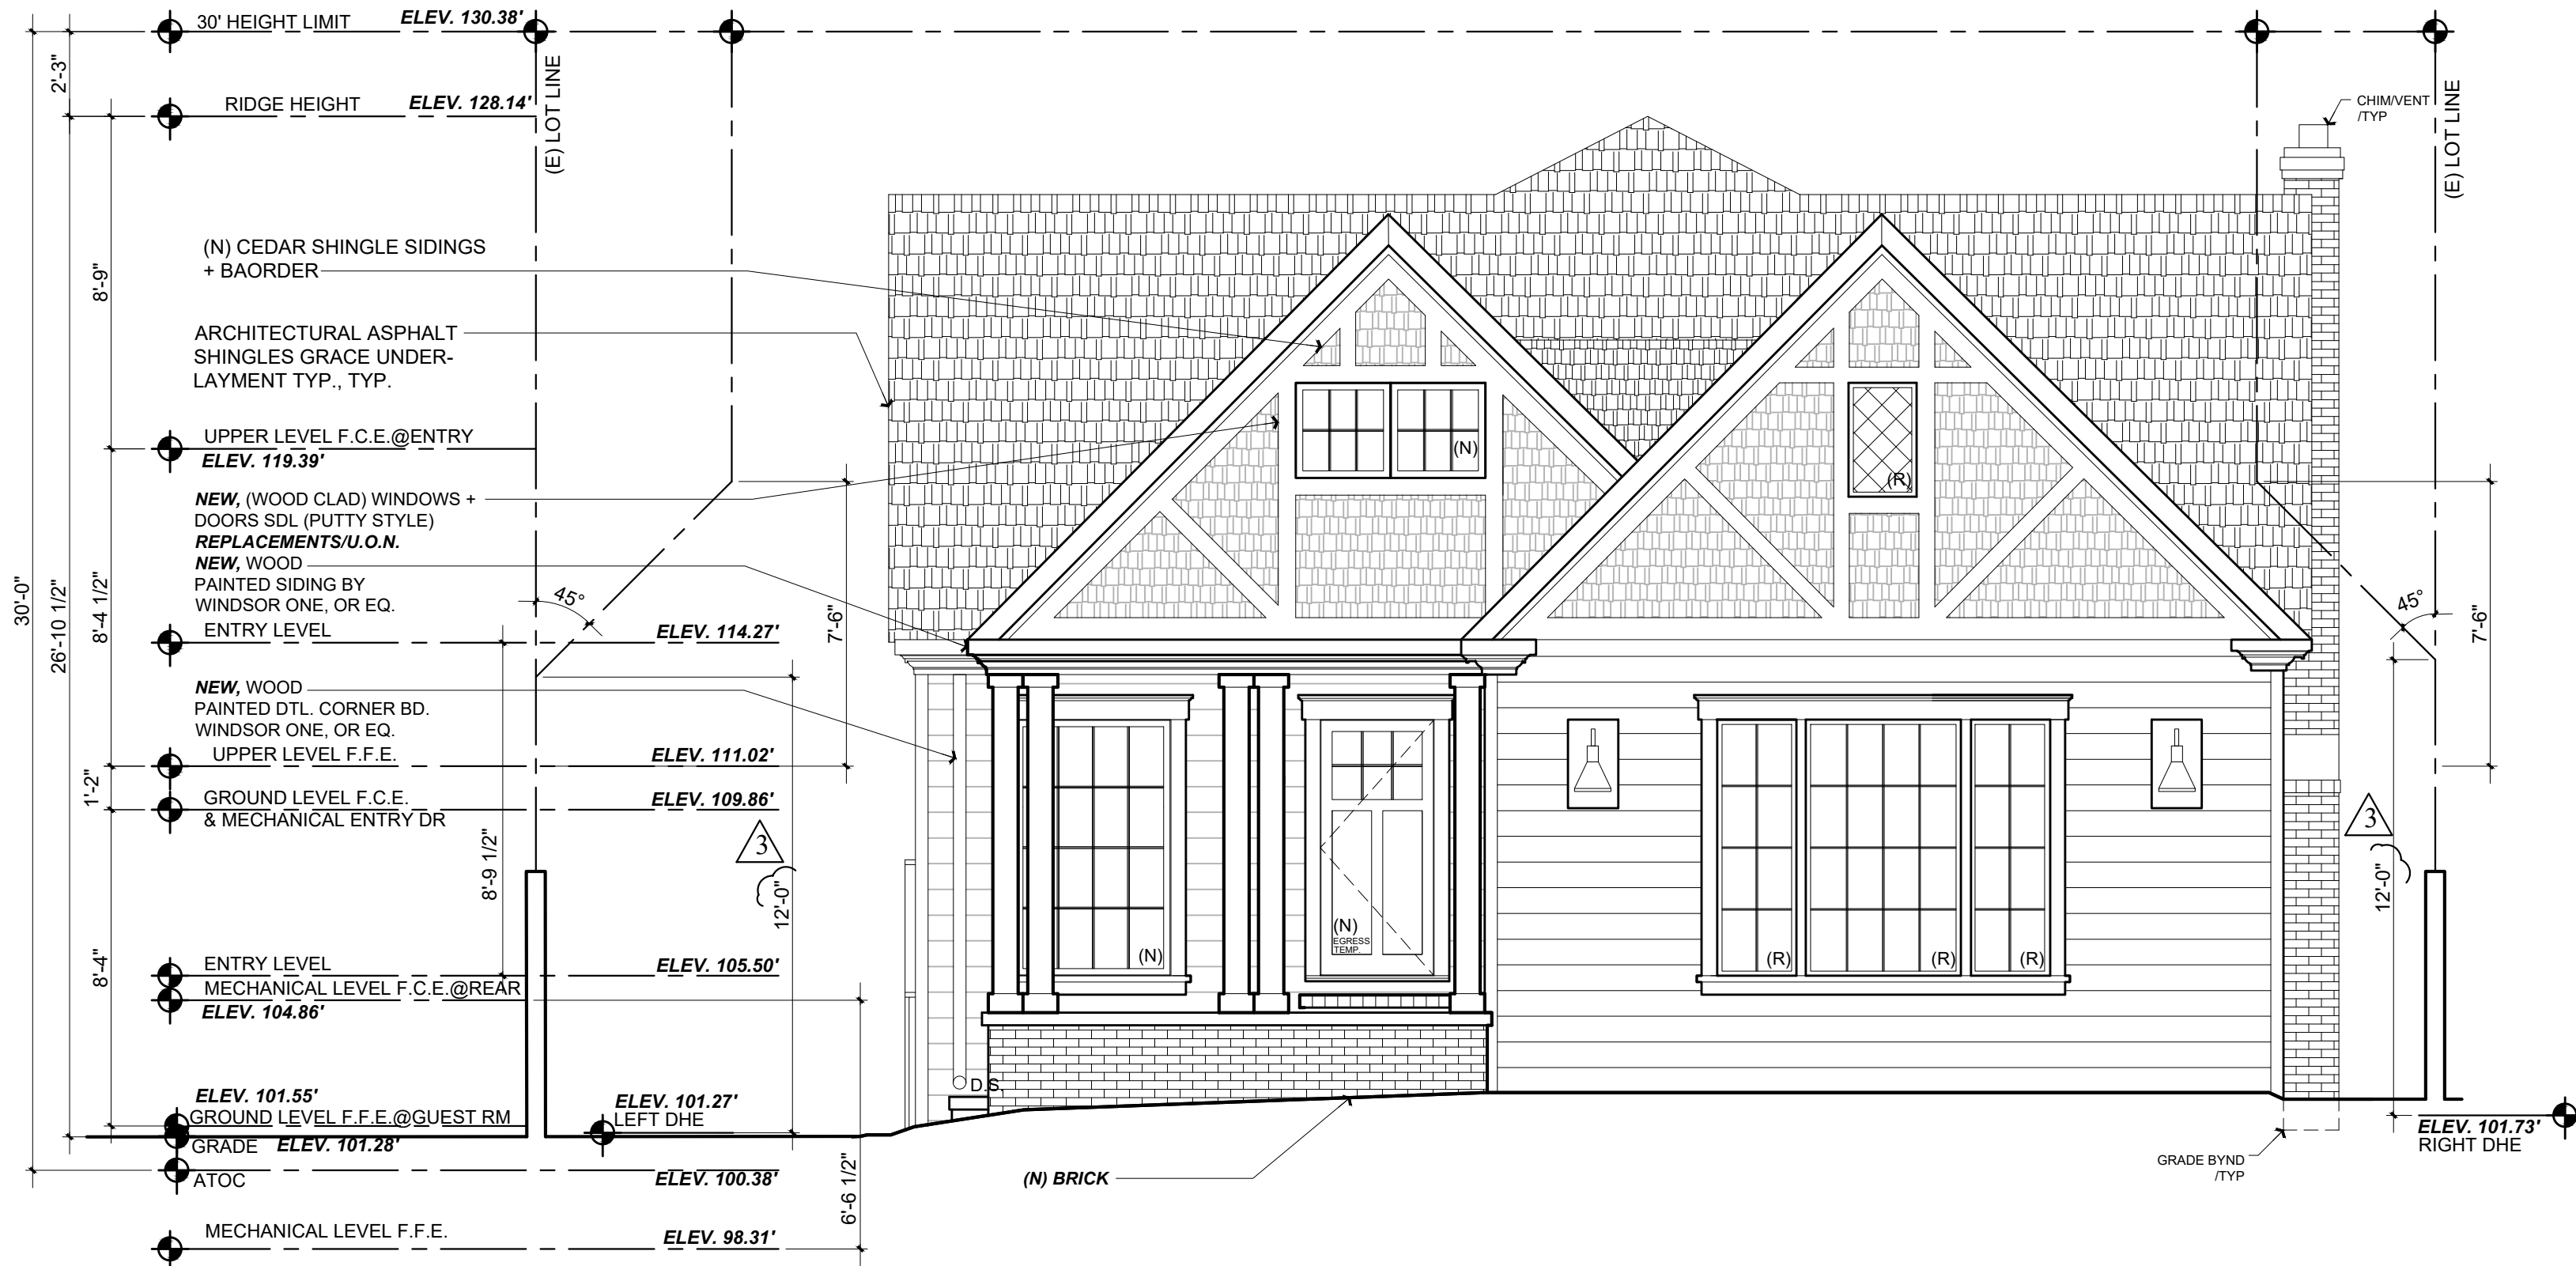 30' HEIGHT LIMIT ELEV. 130.38'
2'-3"
RIDGE HEIGHT ELEV. 128.14'
(E) LOT LINE
(E) LOT LINE
CHIM/VENT
/TYP
(N) CEDAR SHINGLE SIDINGS
+ BAORDER
8'-9"
ARCHITECTURAL ASPHALT
SHINGLES GRACE UNDER-
LAYMENT TYP., TYP.
UPPER LEVEL F.C.E.@ENTRY
ELEV. 119.39'
(N)
(R)
NEW, (WOOD CLAD) WINDOWS +
DOORS SDL (PUTTY STYLE)
REPLACEMENTS/U.O.N.
NEW, WOOD
PAINTED SIDING BY
WINDSOR ONE, OR EQ.
30'-0"
26'-10 1/2"
8'-4 1/2"
45°
7'-6"
45°
7'-6"
ENTRY LEVEL ELEV. 114.27'
NEW, WOOD
PAINTED DTL. CORNER BD.
WINDSOR ONE, OR EQ.
UPPER LEVEL F.F.E. ELEV. 111.02'
1'-2"
GROUND LEVEL F.C.E. ELEV. 109.86'
& MECHANICAL ENTRY DR
8'-9 1/2"
3
12'-0"
3
12'-0"
8'-4"
(N)
(N)
EGRESS
TEMP.
(R)
(R)
(R)
ENTRY LEVEL ELEV. 105.50'
MECHANICAL LEVEL F.C.E.@REAR
ELEV. 104.86'
D.S.
ELEV. 101.55'
GROUND LEVEL F.F.E.@GUEST RM
ELEV. 101.27'
LEFT DHE
GRADE ELEV. 101.28'
ATOC ELEV. 100.38'
6'-6 1/2"
(N) BRICK
GRADE BYND
/TYP
ELEV. 101.73'
RIGHT DHE
MECHANICAL LEVEL F.F.E. ELEV. 98.31'